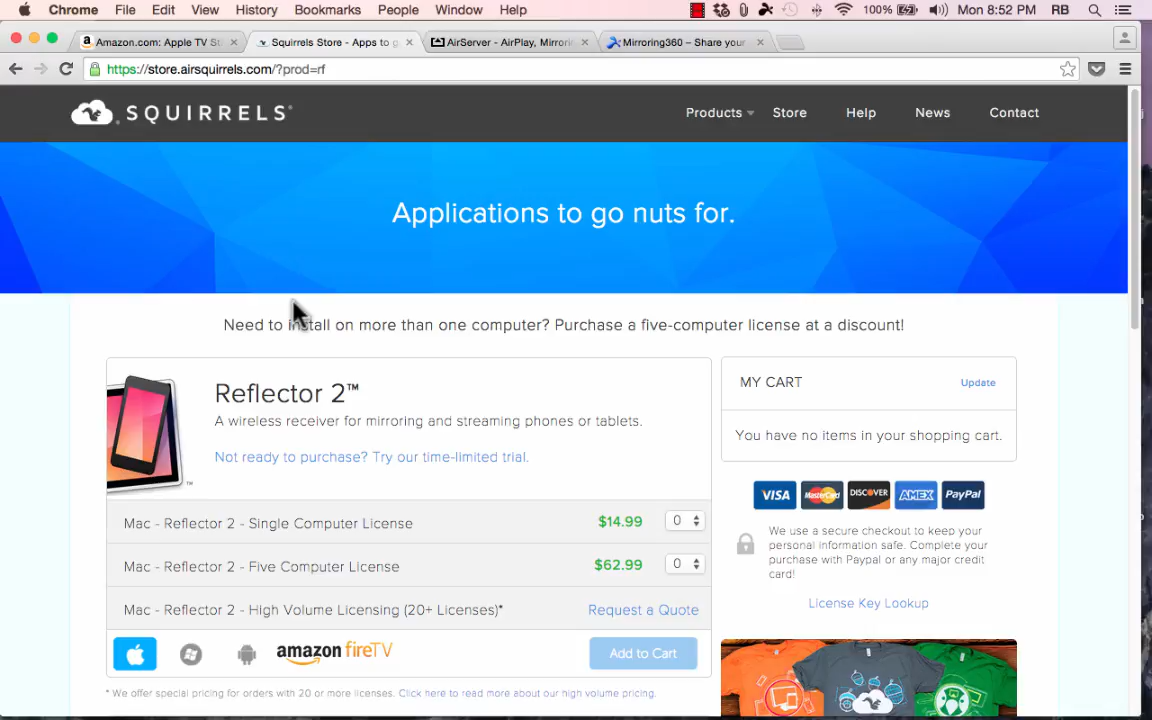 Chrome File Edit View History Bookmarks People Window Help 100% Mon 8:52 PM RB
Amazon.com: Apple TV St
Squirrels Store - Apps to g
AirServer - AirPlay, Mirrorin
Mirroring360 – Share your
https://store.airsquirrels.com/?prod=rf
SQUIRRELS
Products Store Help News Contact
Applications to go nuts for.
Need to install on more than one computer? Purchase a five-computer license at a discount!
Reflector 2™
A wireless receiver for mirroring and streaming phones or tablets.
Not ready to purchase? Try our time-limited trial.
Mac - Reflector 2 - Single Computer License $14.99 0
Mac - Reflector 2 - Five Computer License $62.99 0
Mac - Reflector 2 - High Volume Licensing (20+ Licenses)* Request a Quote
amazon fireTV Add to Cart
* We offer special pricing for orders with 20 or more licenses. Click here to read more about our high volume pricing.
MY CART Update
You have no items in your shopping cart.
VISA MasterCard DISCOVER AMEX PayPal
We use a secure checkout to keep your
personal information safe. Complete your
purchase with Paypal or any major credit
card!
License Key Lookup